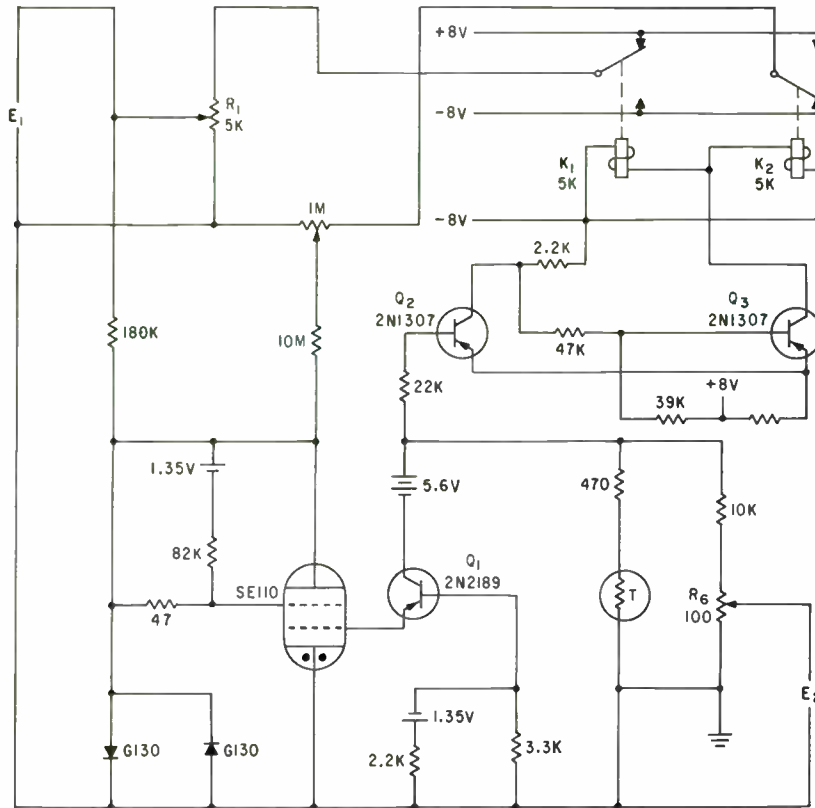 +8V
E1
R1
5K
-8V
K1
5K
K2
5K
1M
-8V
2.2K
Q2
2N1307
Q3
2N1307
180K
10M
47K
22K
+8V
39K
1.35V
5.6V
470
10K
82K
SE110
Q1
2N2189
47
T
R6
100
E2
1.35V
G130
G130
2.2K
3.3K